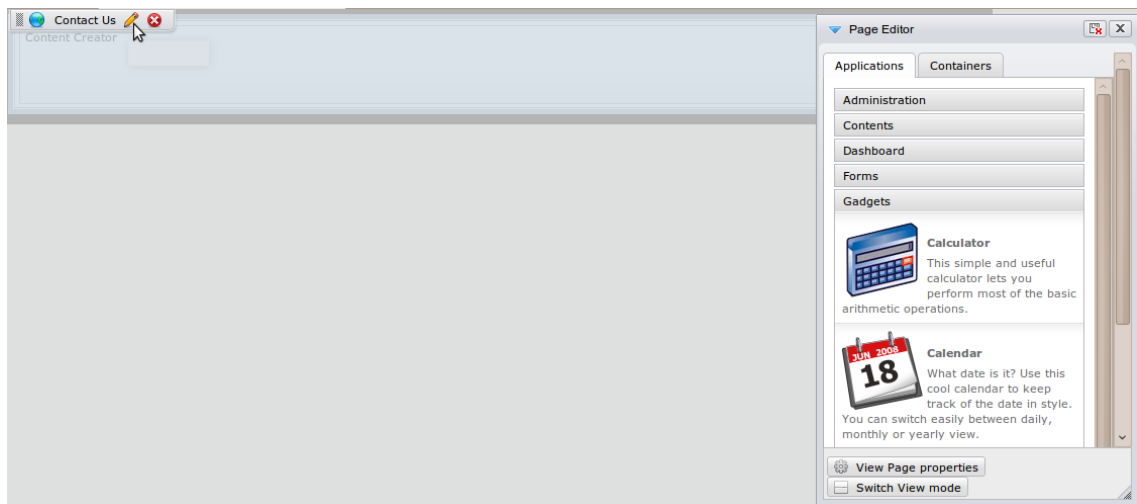 Contact Us
Content Creator
Page Editor
Applications
Containers
Administration
Contents
Dashboard
Forms
Gadgets
Calculator
This simple and useful
calculator lets you
perform most of the basic
arithmetic operations.
JUN 2008
18
Calendar
What date is it? Use this
cool calendar to keep
track of the date in style.
You can switch easily between daily,
monthly or yearly view.
View Page properties
Switch View mode